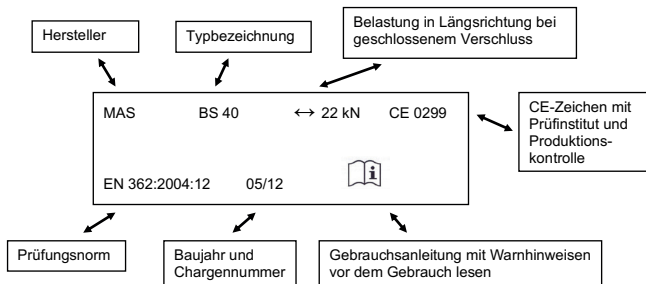 Hersteller
Typbezeichnung
Belastung in Längsrichtung bei
geschlossenem Verschluss
MAS BS 40 ↔ 22 kN CE 0299
CE-Zeichen mit
Prüfinstitut und
Produktions-
kontrolle
EN 362:2004:12 05/12 i
Prüfungsnorm
Baujahr und
Chargennummer
Gebrauchsanleitung mit Warnhinweisen
vor dem Gebrauch lesen